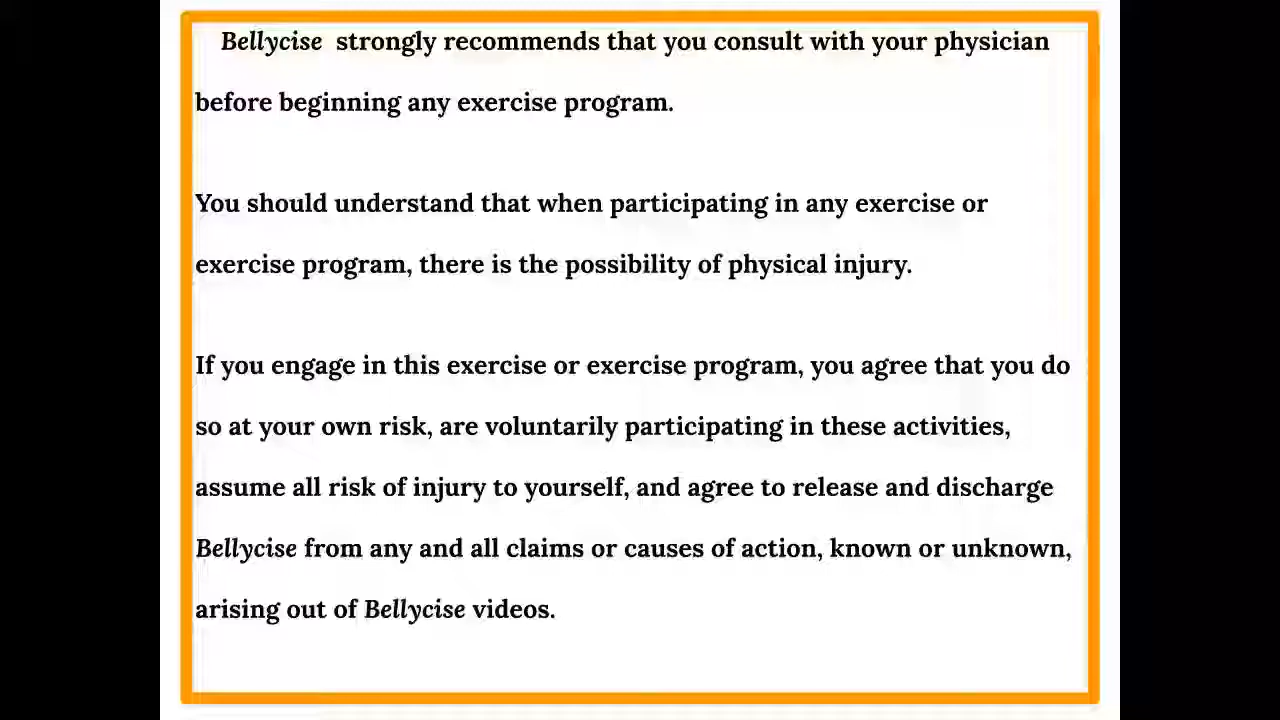 Bellycise strongly recommends that you consult with your physician
before beginning any exercise program.
You should understand that when participating in any exercise or
exercise program, there is the possibility of physical injury.
If you engage in this exercise or exercise program, you agree that you do
so at your own risk, are voluntarily participating in these activities,
assume all risk of injury to yourself, and agree to release and discharge
Bellycise from any and all claims or causes of action, known or unknown,
arising out of Bellycise videos.